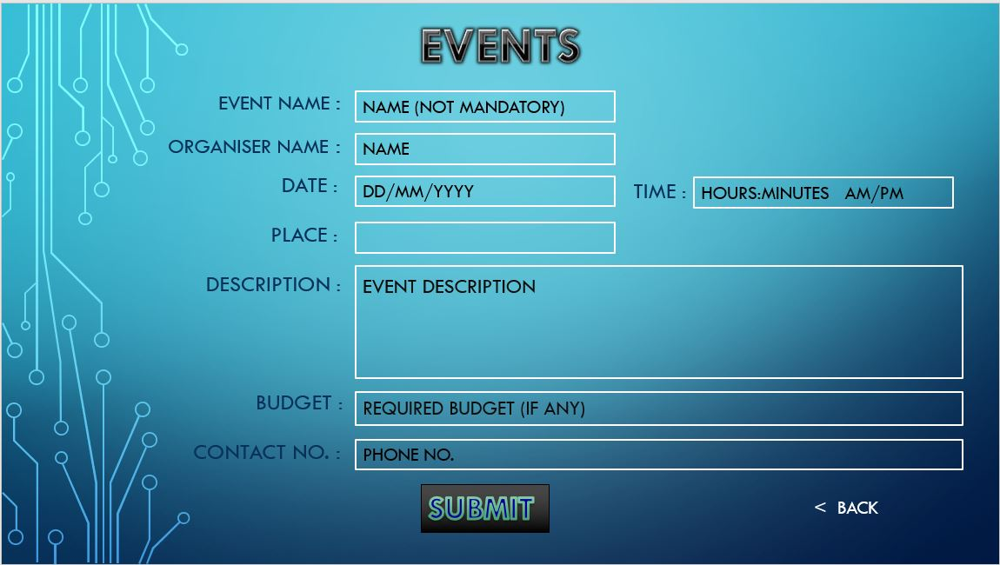 EVENTS
EVENT NAME : NAME (NOT MANDATORY)
ORGANISER NAME : NAME
DATE : DD/MM/YYYY TIME : HOURS:MINUTES AM/PM
PLACE :
DESCRIPTION : EVENT DESCRIPTION
BUDGET : REQUIRED BUDGET (IF ANY)
CONTACT NO. : PHONE NO.
SUBMIT < BACK